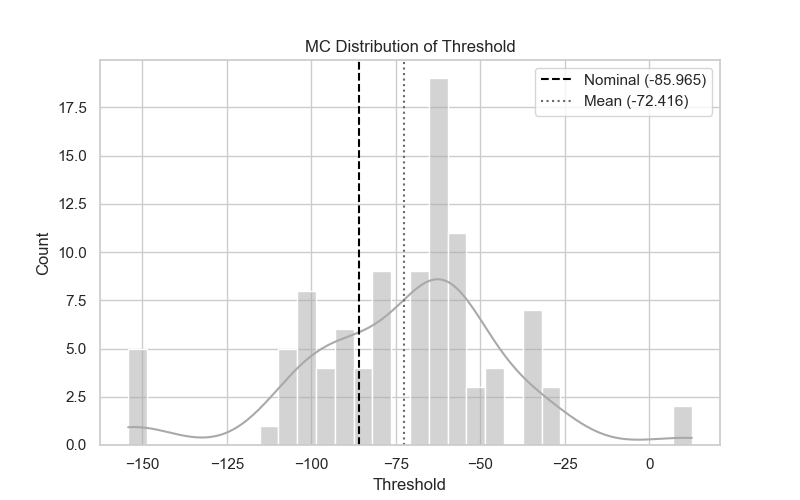 MC Distribution of Threshold
Nominal (-85.965)
Mean (-72.416)
Count
17.5
15.0
12.5
10.0
7.5
5.0
2.5
0.0
−150 −125 −100 −75 −50 −25 0
Threshold